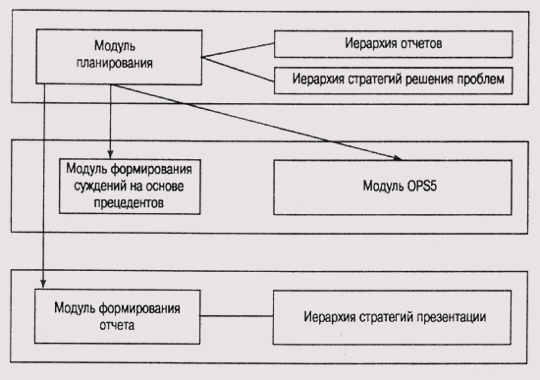 Модуль
планирования
Иерархия отчетов
Иерархия стратегий решения проблем
Модуль формирования
суждений на основе
прецедентов
Модуль OPS5
Модуль формирования
отчета
Иерархия стратегий презентации